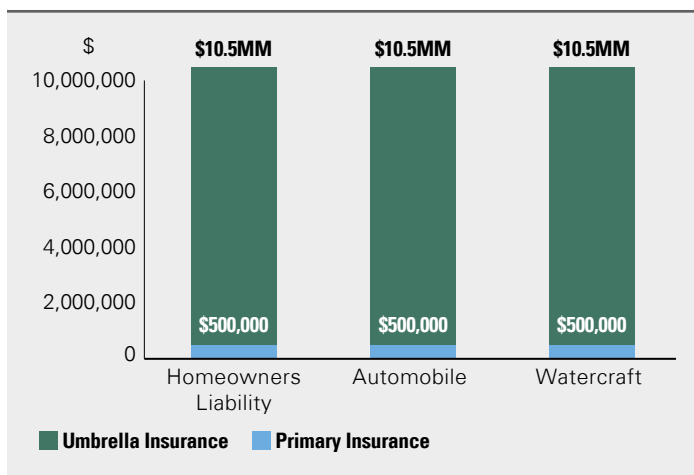 $
$10.5MM $10.5MM $10.5MM
10,000,000
8,000,000
6,000,000
4,000,000
2,000,000
$500,000 $500,000 $500,000
0
Homeowners Automobile Watercraft
Liability
Umbrella Insurance Primary Insurance